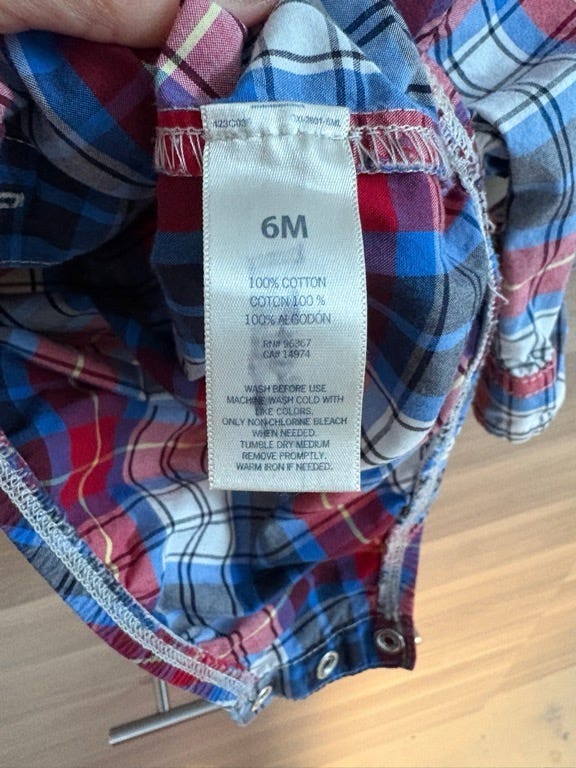 423C03
6M
100% COTTON
COTON 100 %
100% ALGODON
RN# 96367
CA# 14974
WASH BEFORE USE
MACHINE WASH COLD WITH
LIKE COLORS,
ONLY NON-CHLORINE BLEACH
WHEN NEEDED.
TUMBLE DRY MEDIUM
REMOVE PROMPTLY.
WARM IRON IF NEEDED.